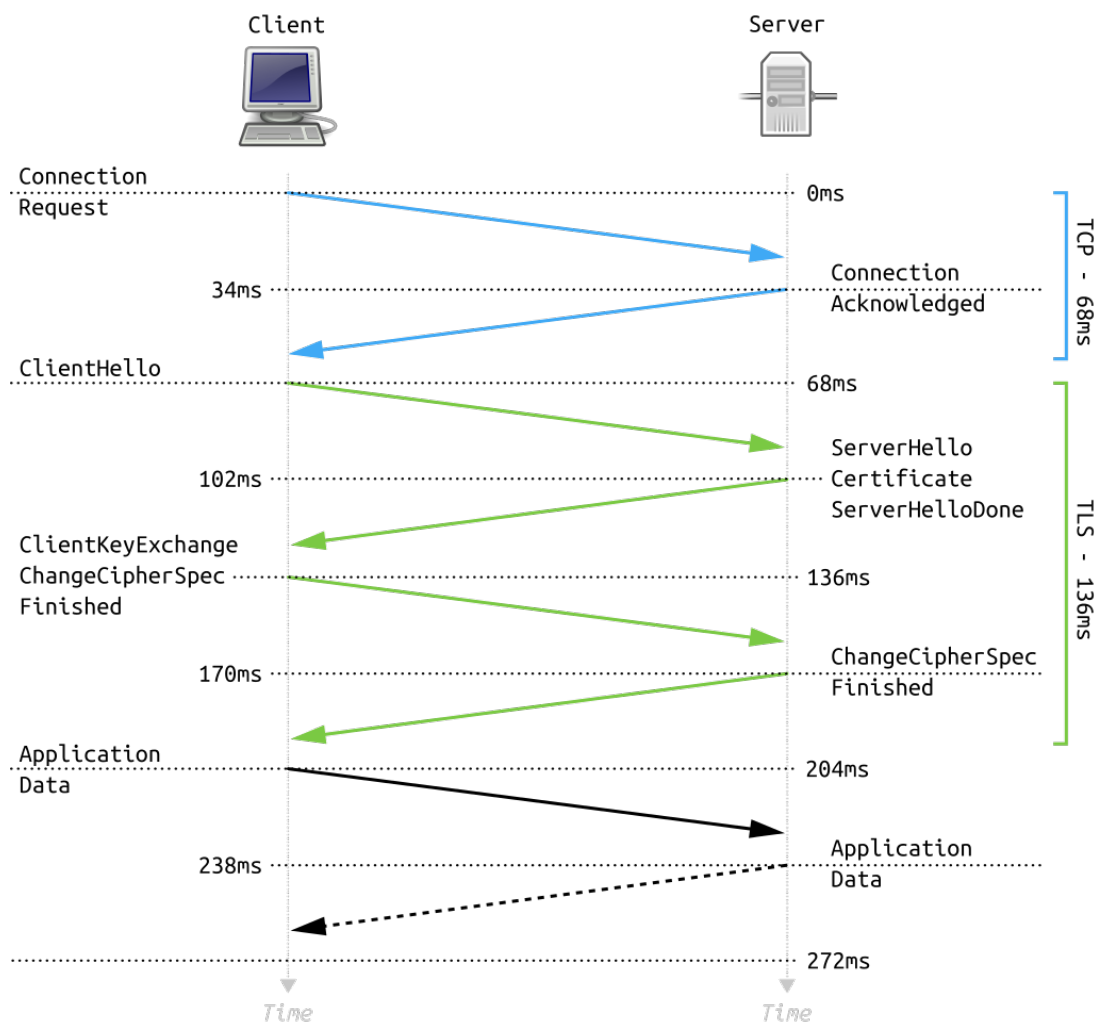 Client
Server
Connection
Request
0ms
Connection
Acknowledged
34ms
TCP - 68ms
ClientHello
68ms
ServerHello
Certificate
ServerHelloDone
102ms
ClientKeyExchange
ChangeCipherSpec
Finished
136ms
TLS - 136ms
ChangeCipherSpec
Finished
170ms
Application
Data
204ms
Application
Data
238ms
272ms
Time
Time